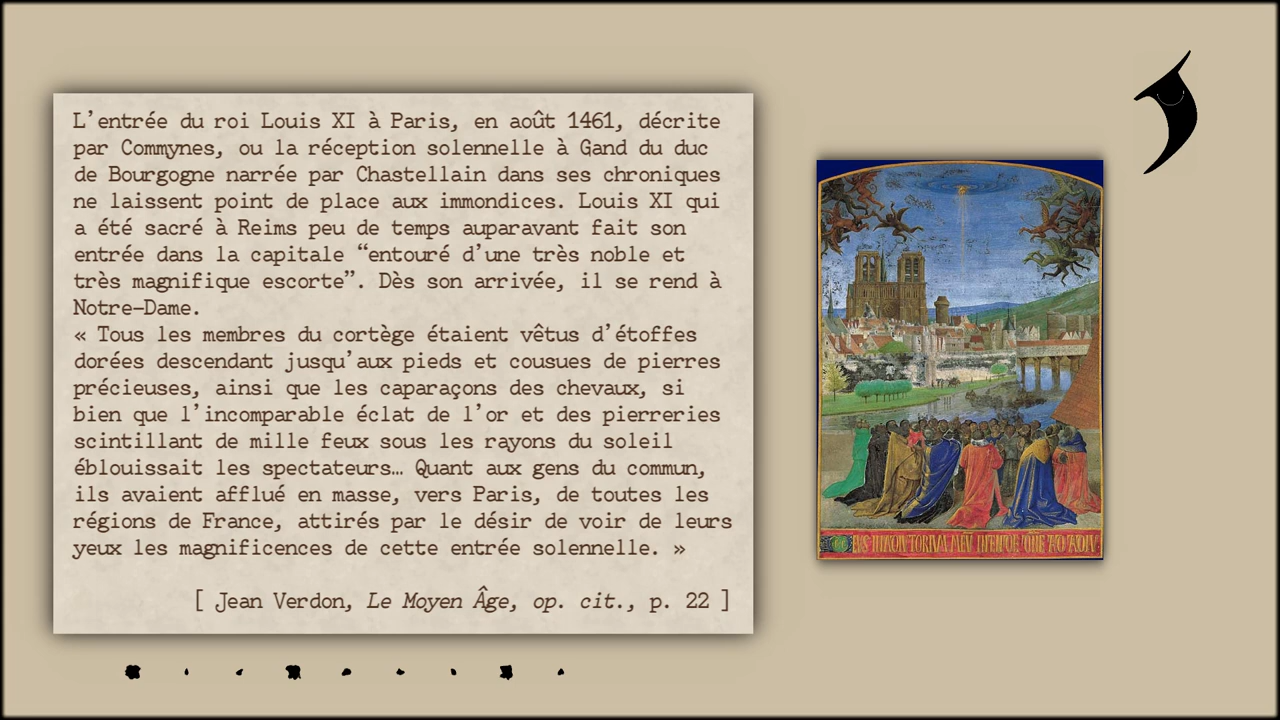 L’entrée du roi Louis XI à Paris, en août 1461, décrite
par Commynes, ou la réception solennelle à Gand du duc
de Bourgogne narrée par Chastellain dans ses chroniques
ne laissent point de place aux immondices. Louis XI qui
a été sacré à Reims peu de temps auparavant fait son
entrée dans la capitale “entouré d’une très noble et
très magnifique escorte”. Dès son arrivée, il se rend à
Notre-Dame.
« Tous les membres du cortège étaient vêtus d’étoffes
dorées descendant jusqu’aux pieds et cousues de pierres
précieuses, ainsi que les caparaçons des chevaux, si
bien que l’incomparable éclat de l’or et des pierreries
scintillant de mille feux sous les rayons du soleil
éblouissait les spectateurs… Quant aux gens du commun,
ils avaient afflué en masse, vers Paris, de toutes les
régions de France, attirés par le désir de voir de leurs
yeux les magnificences de cette entrée solennelle. »
[ Jean Verdon, Le Moyen Âge, op. cit., p. 22 ]